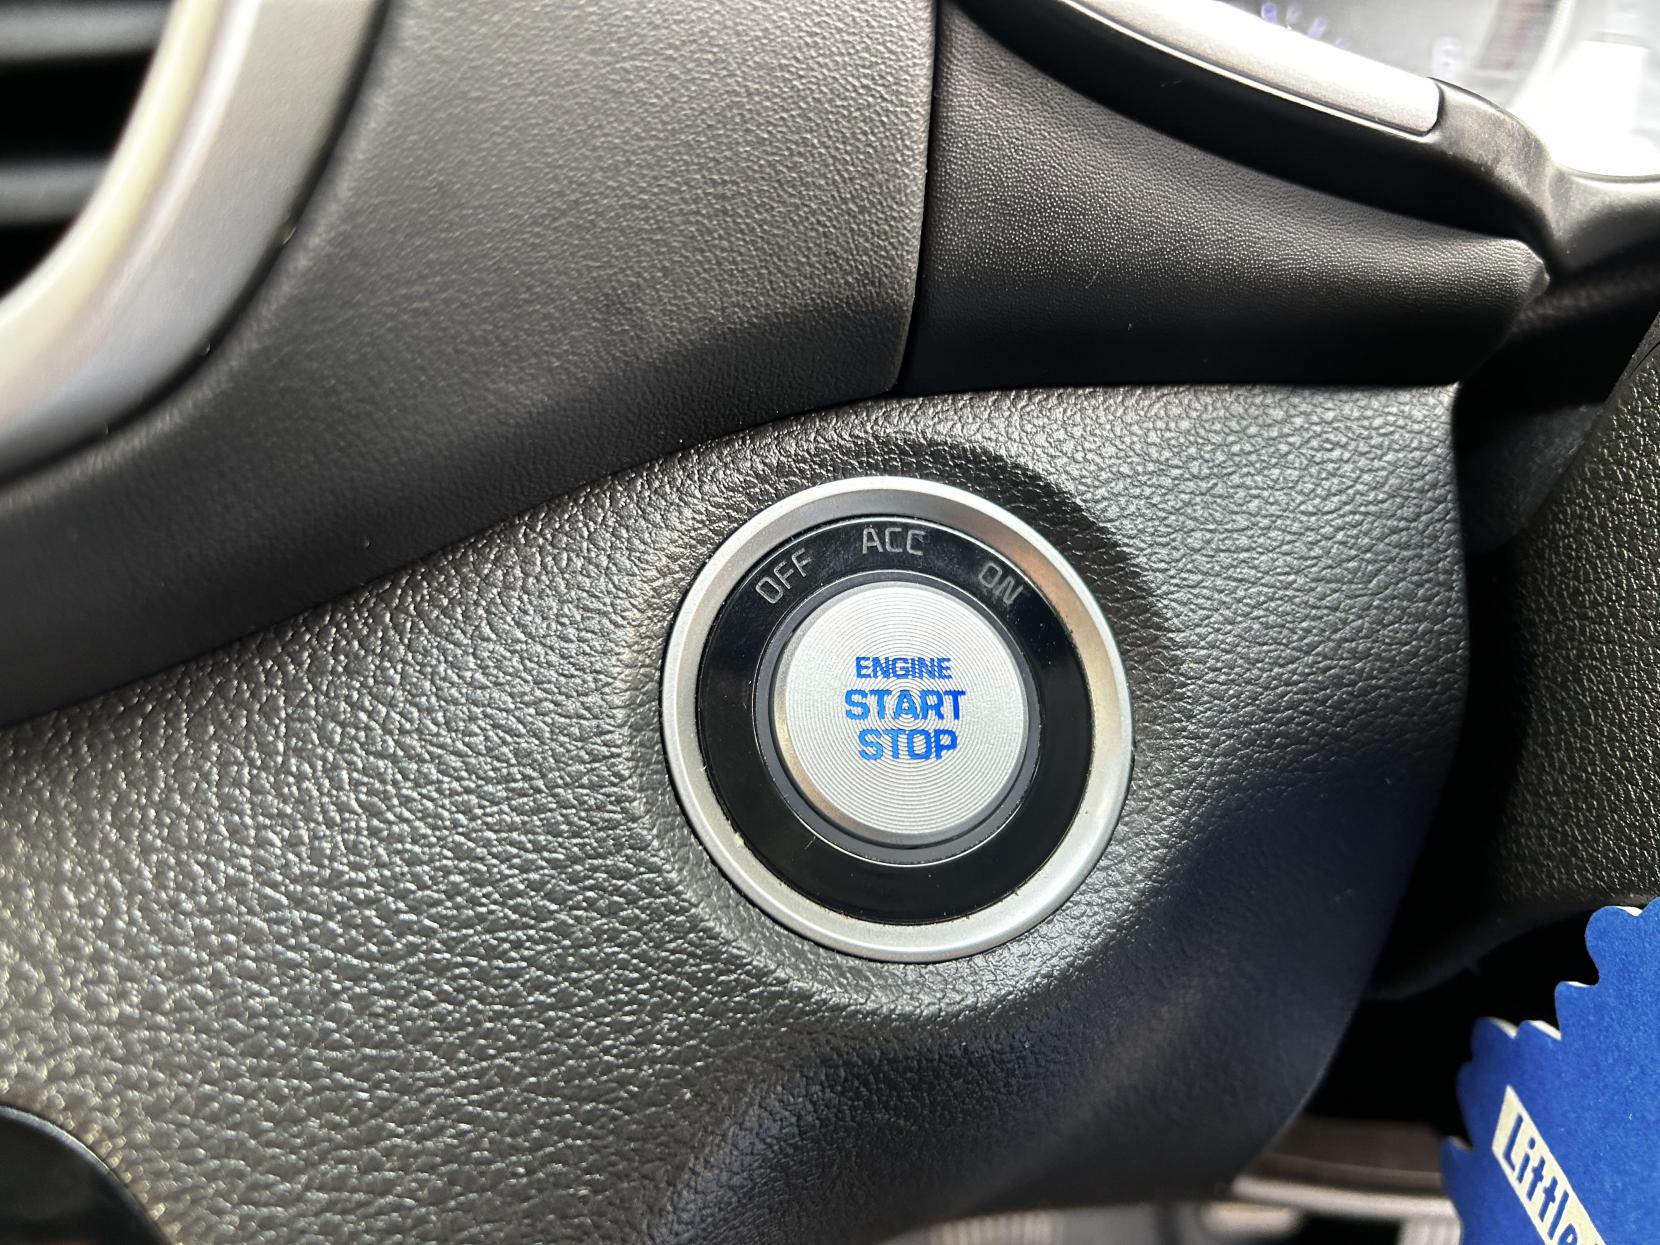 OFF
ACC
ON
ENGINE
START
STOP
Little